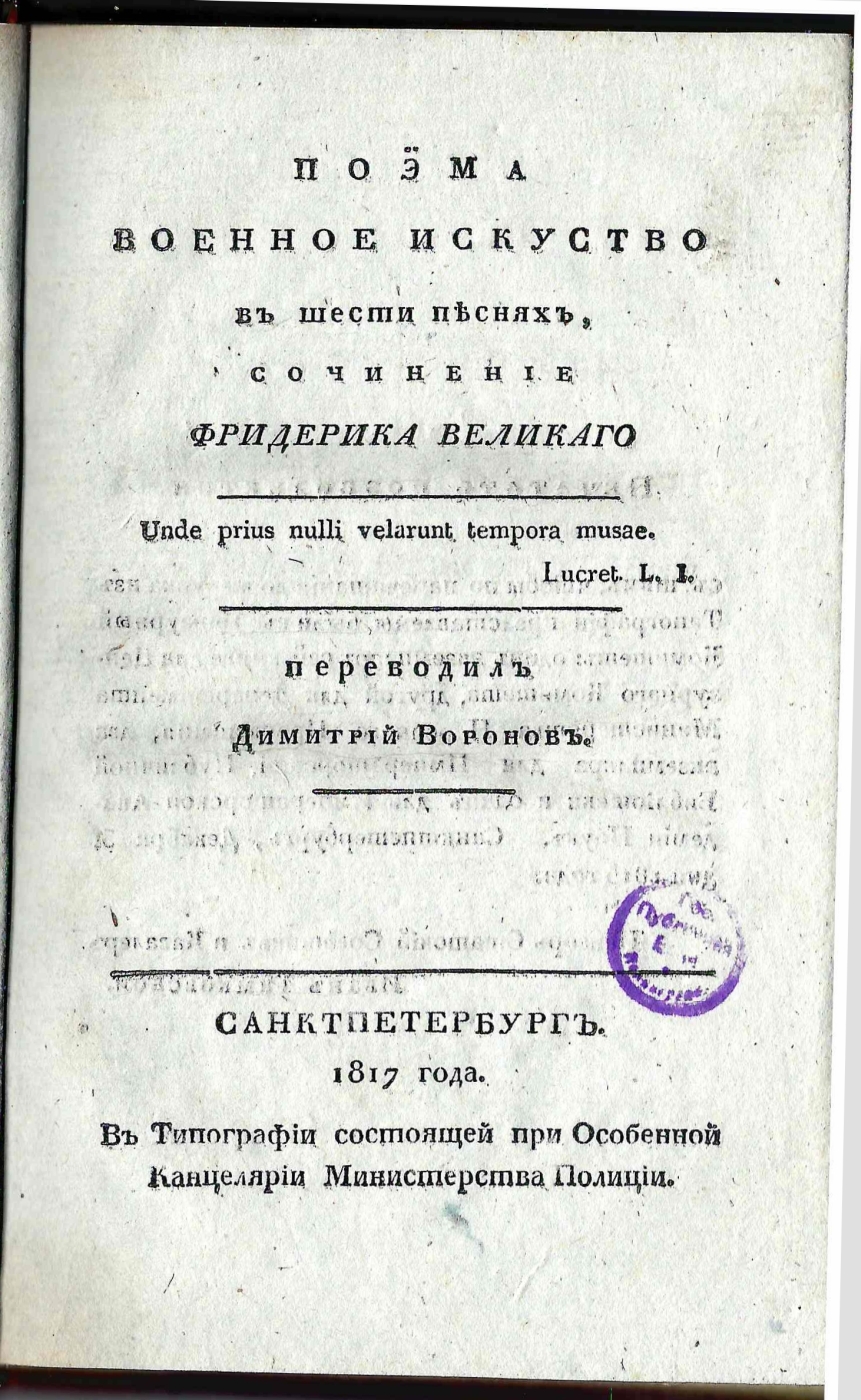 ПОӬМА
ВОЕННОЕ ИСКУСТВО
въ шести пѣсняхъ,
СОЧИНЕНІЕ
ФРИДЕРИКА ВЕЛИКАГО
Unde prius nulli velarunt tempora musae.
Lucret. L. I.
переводилъ
Димитрій Вороновъ.
САНКТПЕТЕРБУРГЪ.
1817 года.
Въ Типографіи состоящей при Особенной
Канцеляріи Министерства Полиціи.